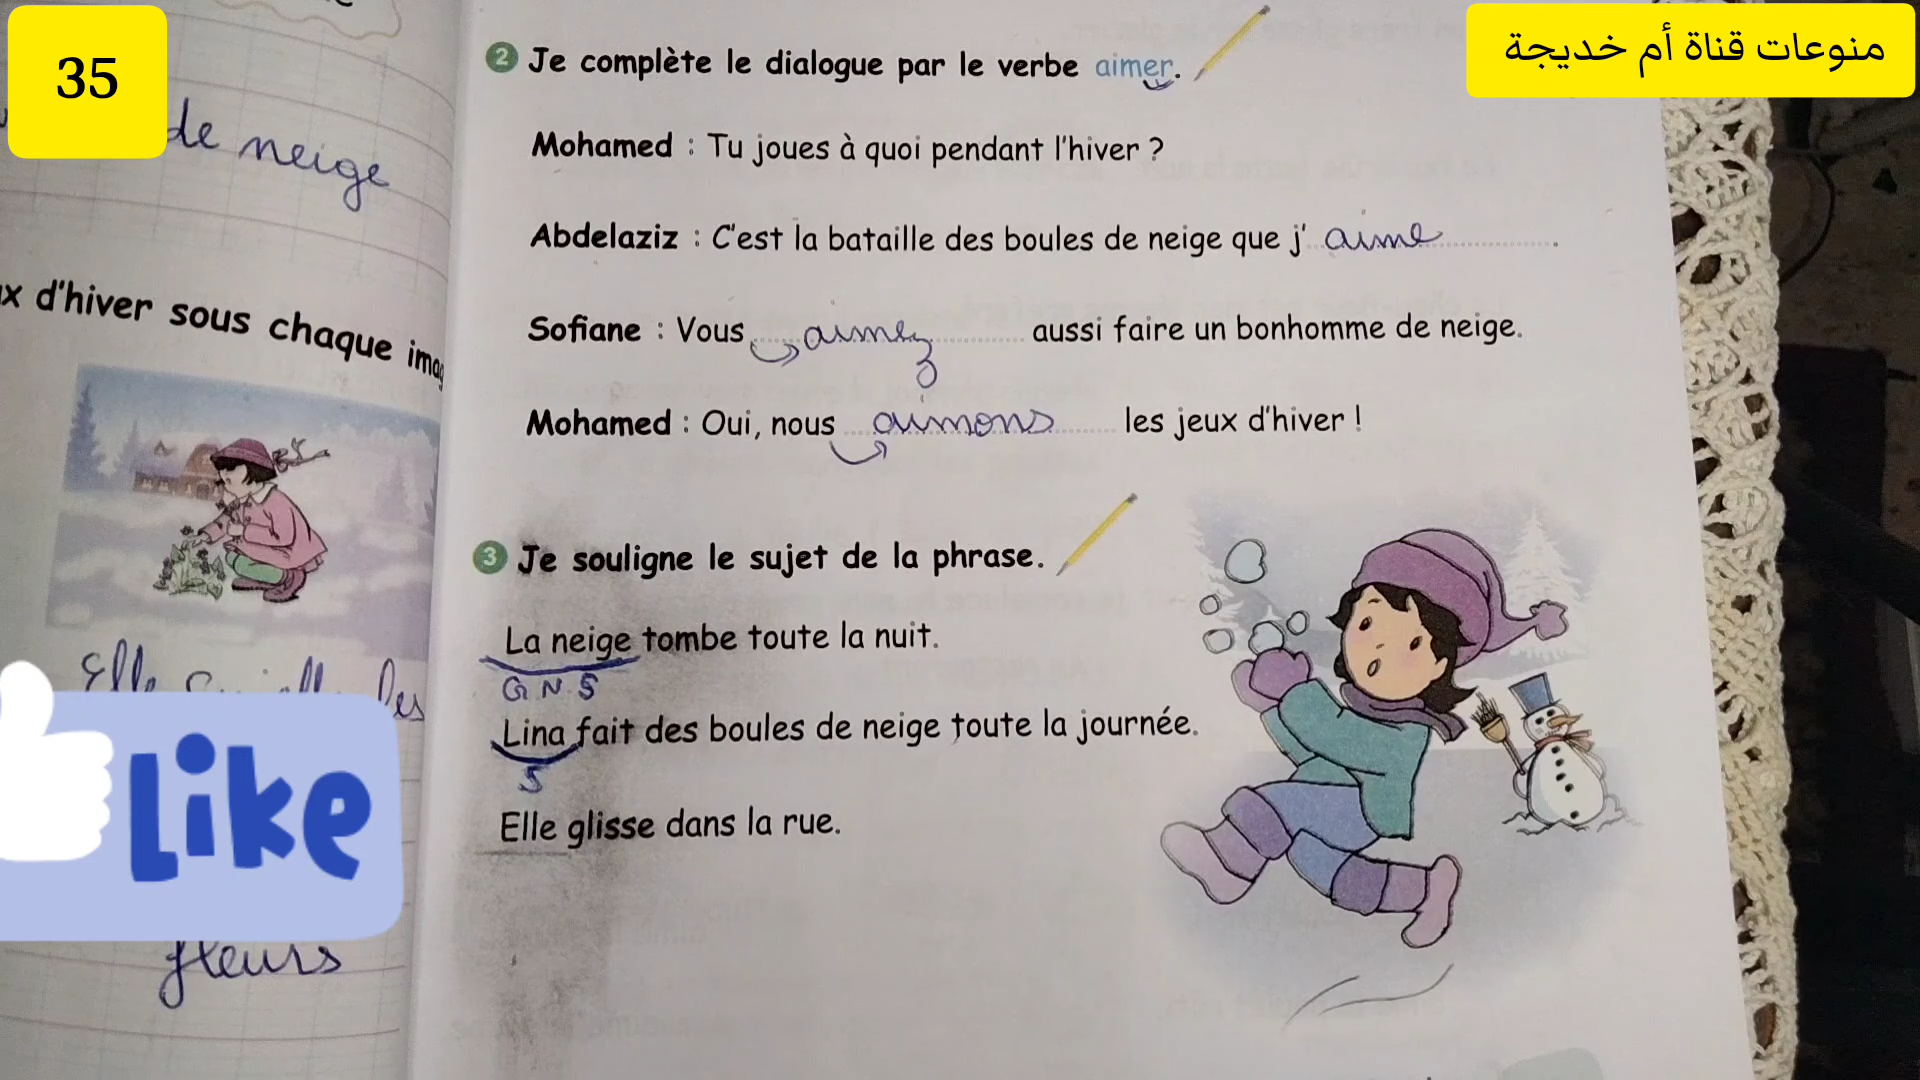 35
منوعات قناة أم خديجة
de neige
x d'hiver sous chaque imag
Elle les
Like
fleurs
2 Je complète le dialogue par le verbe aimer.
Mohamed : Tu joues à quoi pendant l'hiver ?
Abdelaziz : C'est la bataille des boules de neige que j' aime .
Sofiane : Vous aimez aussi faire un bonhomme de neige.
Mohamed : Oui, nous aimons les jeux d'hiver !
3 Je souligne le sujet de la phrase.
La neige tombe toute la nuit.
G N S
Lina fait des boules de neige toute la journée.
S
Elle glisse dans la rue.